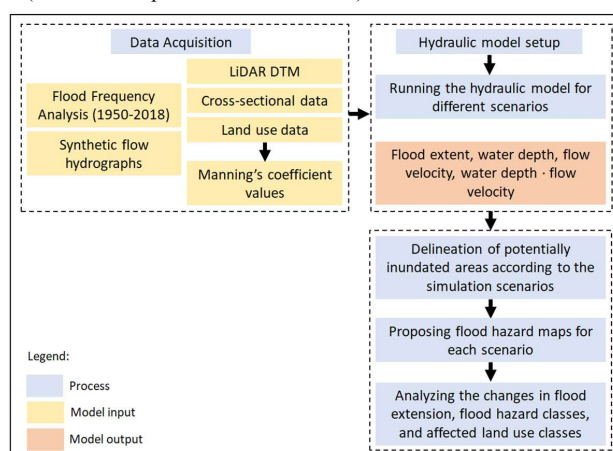 Data Acquisition
LiDAR DTM
Flood Frequency
Analysis (1950-2018)
Cross-sectional data
Land use data
Synthetic flow
hydrographs
Manning's coefficient
values
Hydraulic model setup
Running the hydraulic model for
different scenarios
Flood extent, water depth, flow
velocity, water depth · flow
velocity
Delineation of potentially
inundated areas according to the
simulation scenarios
Proposing flood hazard maps for
each scenario
Analyzing the changes in flood
extension, flood hazard classes,
and affected land use classes
Legend:
Process
Model input
Model output